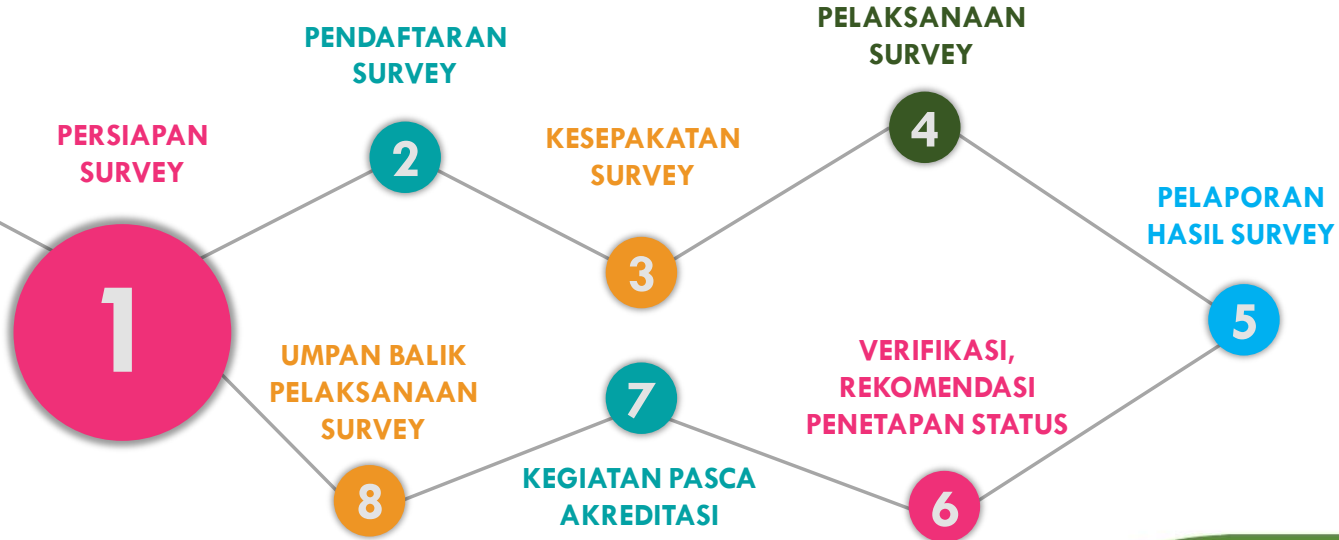 PERSIAPAN
SURVEY
1
PENDAFTARAN
SURVEY
2
KESEPAKATAN
SURVEY
3
PELAKSANAAN
SURVEY
4
PELAPORAN
HASIL SURVEY
5
VERIFIKASI,
REKOMENDASI
PENETAPAN STATUS
6
7
KEGIATAN PASCA
AKREDITASI
UMPAN BALIK
PELAKSANAAN
SURVEY
8